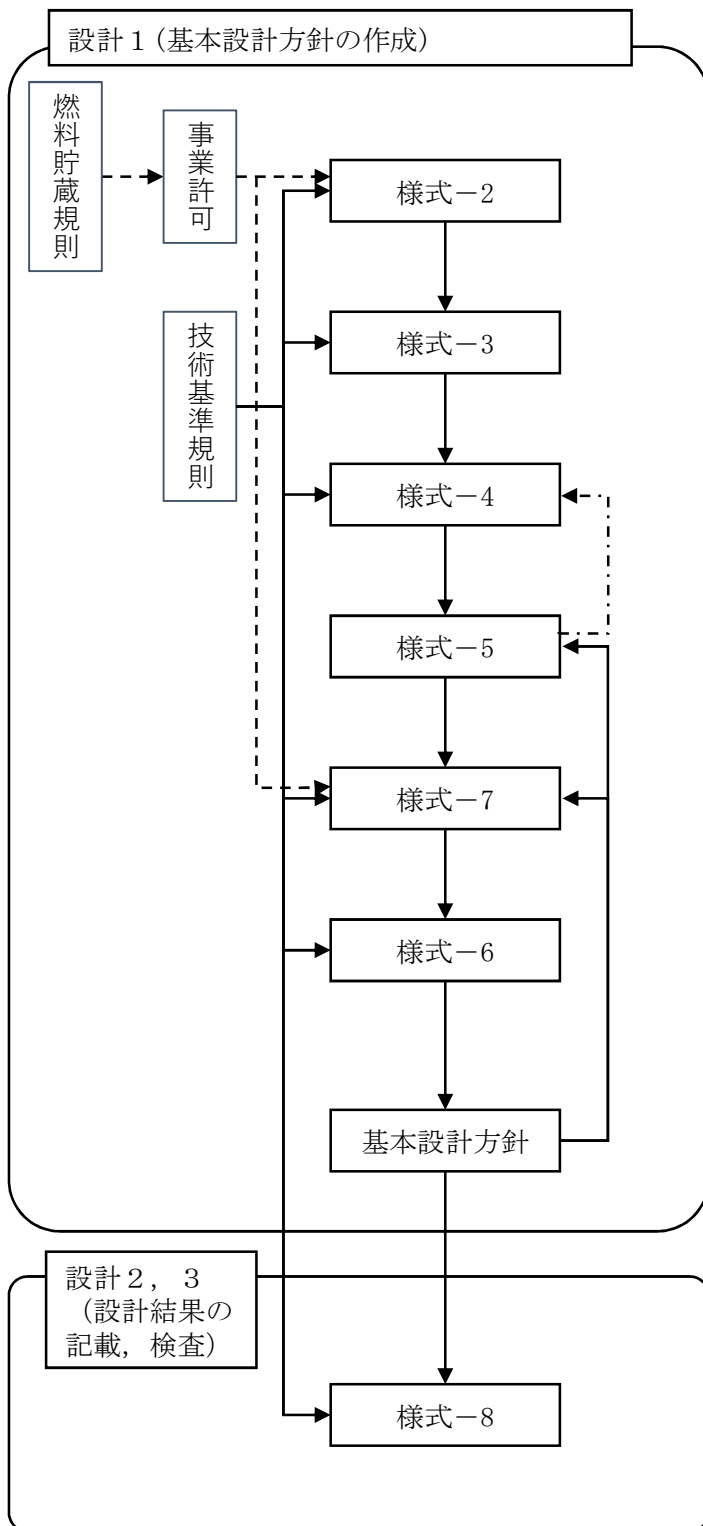 設計１（基本設計方針の作成）
燃料貯蔵規則
事業許可
様式－2
技術基準規則
様式－3
様式－4
様式－5
様式－7
様式－6
基本設計方針
設計２，３
（設計結果の
記載，検査）
様式－8